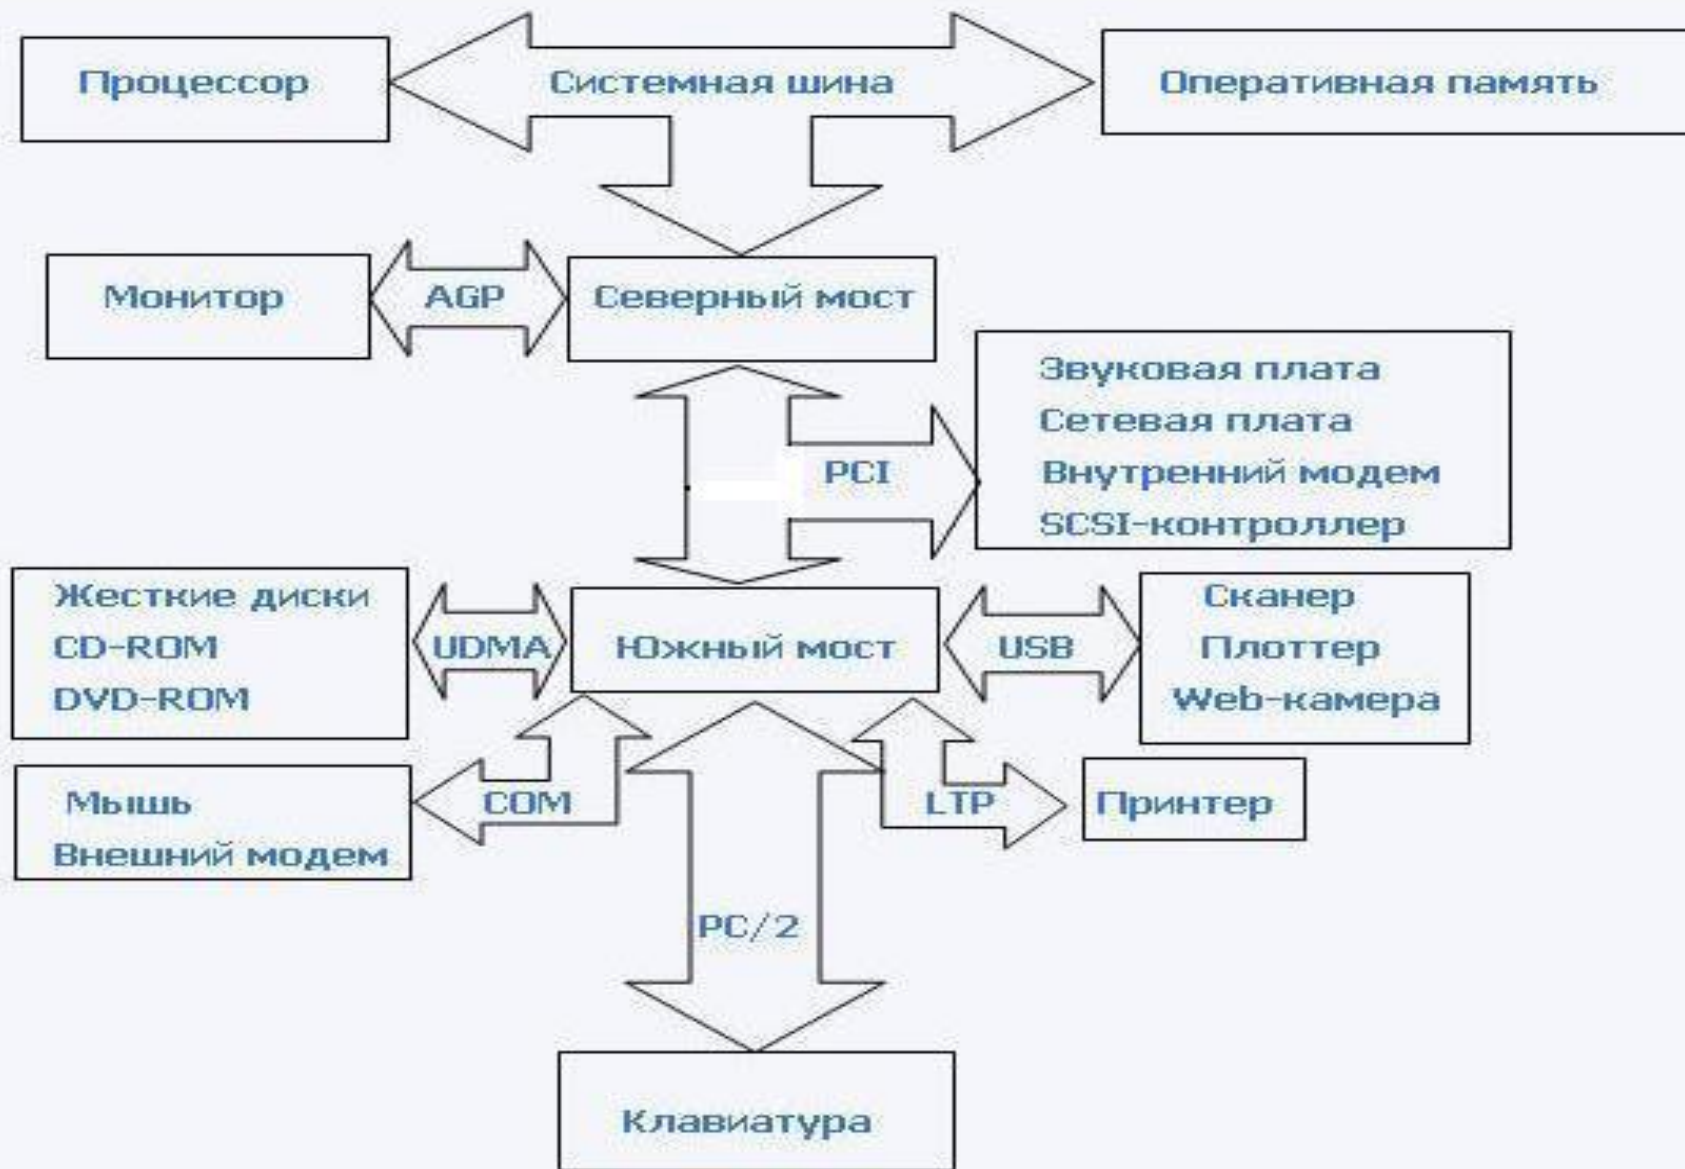 Процессор
Системная шина
Оперативная память
Монитор
AGP
Северный мост
Звуковая плата
Сетевая плата
Внутренний модем
SCSI-контроллер
PCI
Жесткие диски
CD-ROM
DVD-ROM
UDMA
Южный мост
USB
Сканер
Плоттер
Web-камера
Мышь
Внешний модем
COM
LTP
Принтер
PC/2
Клавиатура